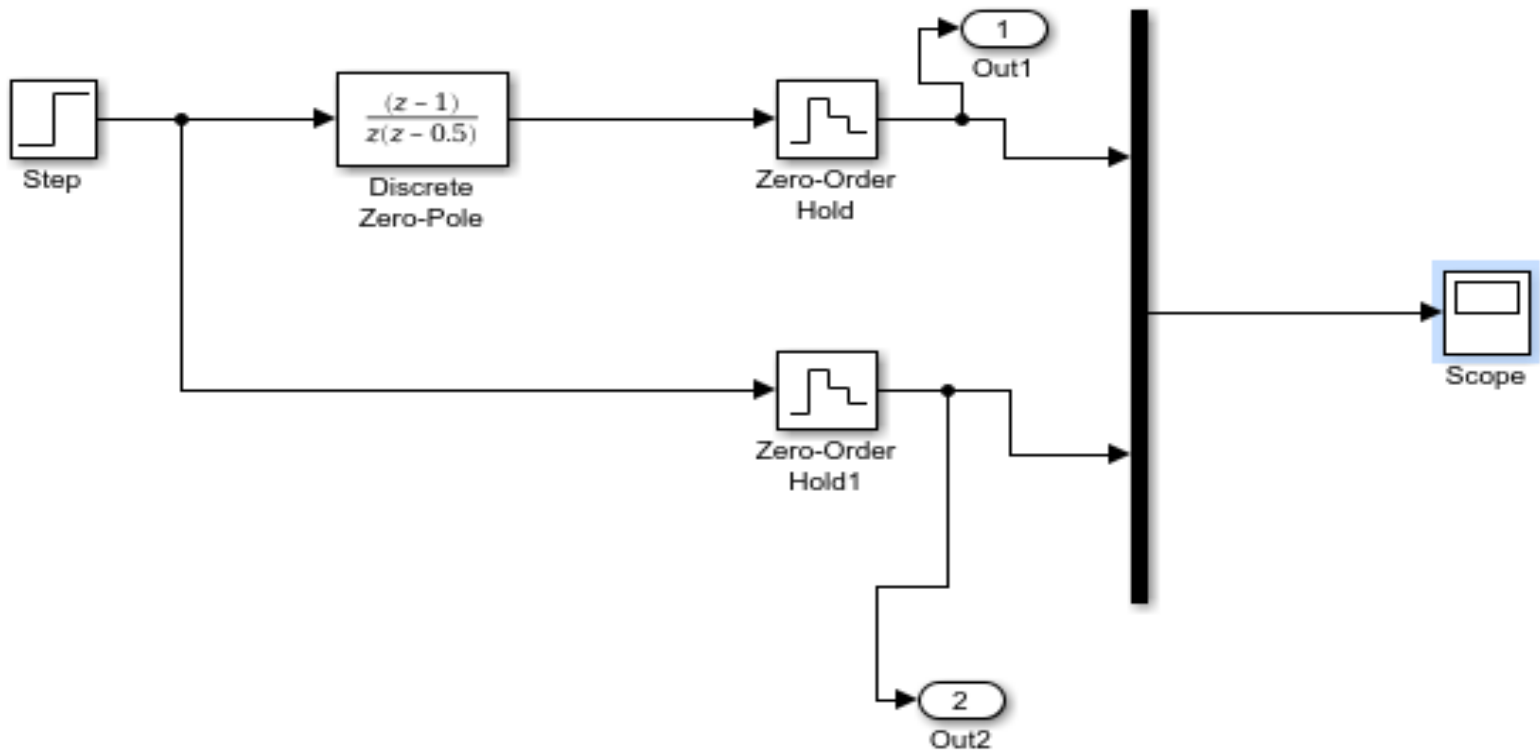 1
Out1
Step
(z − 1)
z(z − 0.5)
Discrete
Zero-Pole
Zero-Order
Hold
Zero-Order
Hold1
Scope
2
Out2